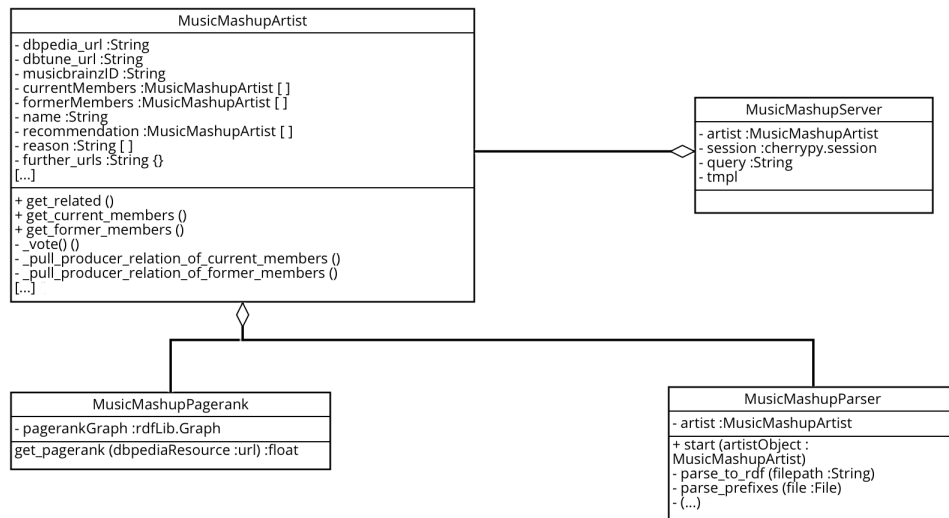 MusicMashupArtist
- dbpedia_url :String
- dbtune_url :String
- musicbrainzID :String
- currentMembers :MusicMashupArtist [ ]
- formerMembers :MusicMashupArtist [ ]
- name :String
- recommendation :MusicMashupArtist [ ]
- reason :String [ ]
- further_urls :String {}
[...]
+ get_related ()
+ get_current_members ()
+ get_former_members ()
- _vote() ()
- _pull_producer_relation_of_current_members ()
- _pull_producer_relation_of_former_members ()
[...]
MusicMashupServer
- artist :MusicMashupArtist
- session :cherrypy.session
- query :String
- tmpl
MusicMashupPagerank
- pagerankGraph :rdfLib.Graph
get_pagerank (dbpediaResource :url) :float
MusicMashupParser
- artist :MusicMashupArtist
+ start (artistObject :
MusicMashupArtist)
- parse_to_rdf (filepath :String)
- parse_prefixes (file :File)
- (...)